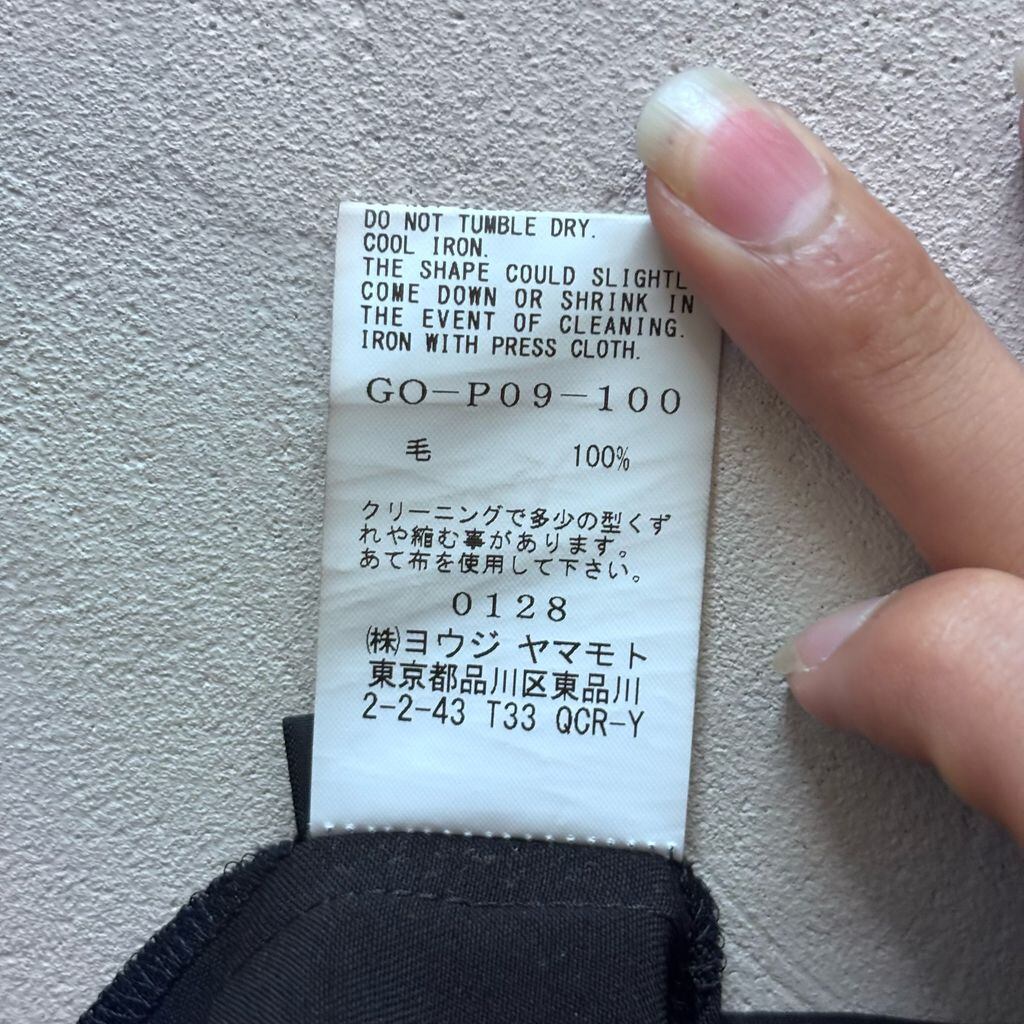 DO NOT TUMBLE DRY.
COOL IRON.
THE SHAPE COULD SLIGHTL
COME DOWN OR SHRINK IN
THE EVENT OF CLEANING.
IRON WITH PRESS CLOTH.
GO-P09-100
毛 100%
クリーニングで多少の型くず
れや縮む事があります。
あて布を使用して下さい。
0128
㈱ヨウジ ヤマモト
東京都品川区東品川
2-2-43 T33 QCR-Y